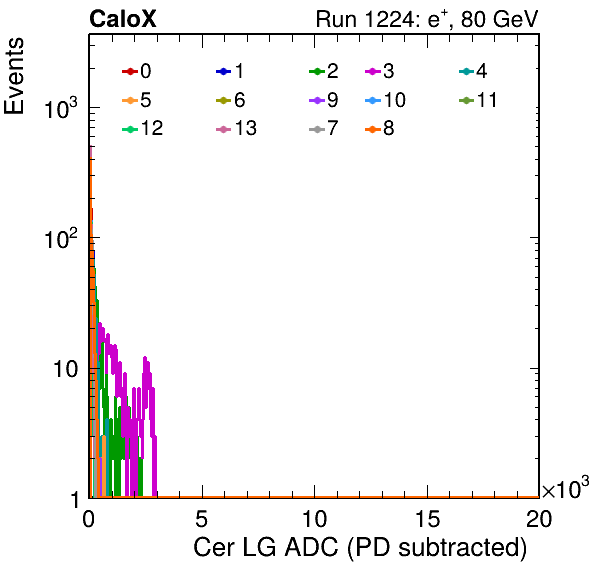 CaloX Run 1224: e⁺, 80 GeV
Events
0 1 2 3 4
5 6 9 10 11
12 13 7 8
10³
10²
10
1
0 5 10 15 20
×10³
Cer LG ADC (PD subtracted)